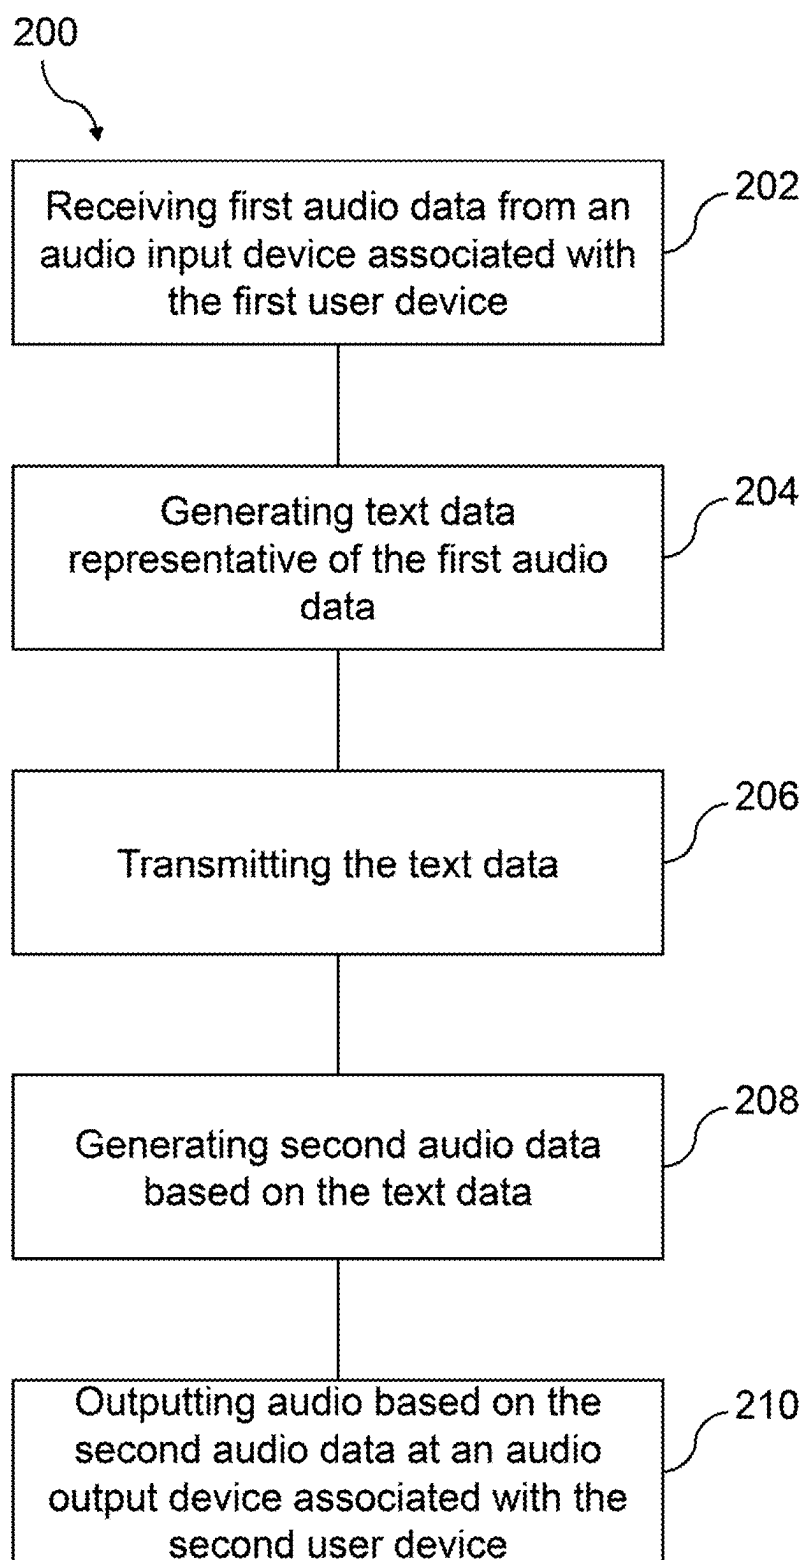 200
202
Receiving first audio data from an
audio input device associated with
the first user device
204
Generating text data
representative of the first audio
data
206
Transmitting the text data
208
Generating second audio data
based on the text data
210
Outputting audio based on the
second audio data at an audio
output device associated with the
second user device